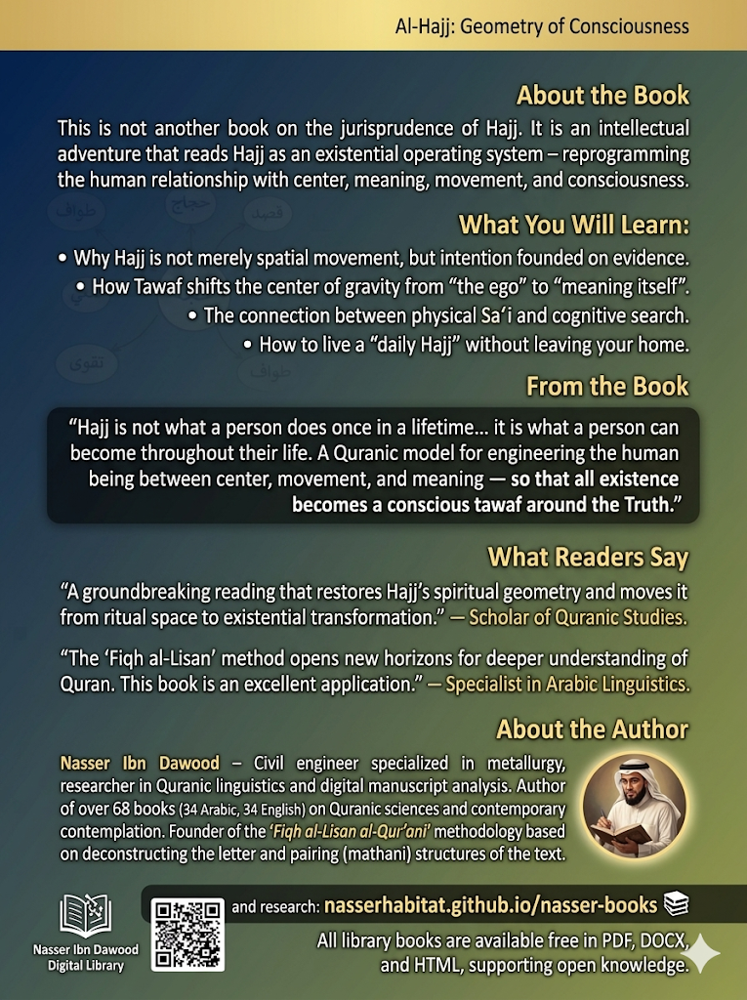 Al-Hajj: Geometry of Consciousness
About the Book
This is not another book on the jurisprudence of Hajj. It is an intellectual
adventure that reads Hajj as an existential operating system – reprogramming
the human relationship with center, meaning, movement, and consciousness.
طواف
حجاج
قصد
What You Will Learn:
• Why Hajj is not merely spatial movement, but intention founded on evidence.
• How Tawaf shifts the center of gravity from “the ego” to “meaning itself”.
• The connection between physical Sa‘i and cognitive search.
• How to live a “daily Hajj” without leaving your home.
تقوى
طواف
From the Book
“Hajj is not what a person does once in a lifetime... it is what a person can
become throughout their life. A Quranic model for engineering the human
being between center, movement, and meaning — so that all existence
becomes a conscious tawaf around the Truth.”
What Readers Say
“A groundbreaking reading that restores Hajj’s spiritual geometry and moves it
from ritual space to existential transformation.” — Scholar of Quranic Studies.
“The ‘Fiqh al-Lisan’ method opens new horizons for deeper understanding of
Quran. This book is an excellent application.” — Specialist in Arabic Linguistics.
About the Author
Nasser Ibn Dawood – Civil engineer specialized in metallurgy,
researcher in Quranic linguistics and digital manuscript analysis. Author
of over 68 books (34 Arabic, 34 English) on Quranic sciences and contemporary
contemplation. Founder of the ‘Fiqh al-Lisan al-Qur’ani’ methodology based
on deconstructing the letter and pairing (mathani) structures of the text.
and research: nasserhabitat.github.io/nasser-books
All library books are available free in PDF, DOCX,
and HTML, supporting open knowledge.
Nasser Ibn Dawood
Digital Library